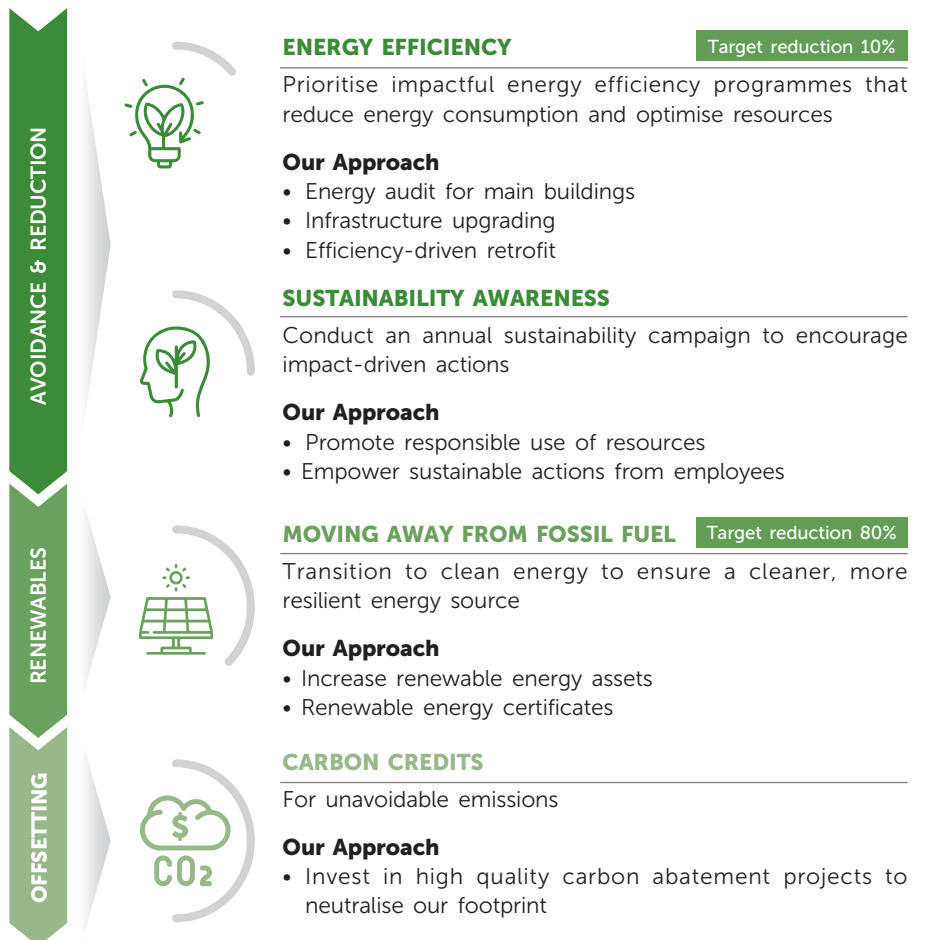 AVOIDANCE & REDUCTION
ENERGY EFFICIENCY
Target reduction 10%
Prioritise impactful energy efficiency programmes that
reduce energy consumption and optimise resources
Our Approach
• Energy audit for main buildings
• Infrastructure upgrading
• Efficiency-driven retrofit
SUSTAINABILITY AWARENESS
Conduct an annual sustainability campaign to encourage
impact-driven actions
Our Approach
• Promote responsible use of resources
• Empower sustainable actions from employees
RENEWABLES
MOVING AWAY FROM FOSSIL FUEL
Target reduction 80%
Transition to clean energy to ensure a cleaner, more
resilient energy source
Our Approach
• Increase renewable energy assets
• Renewable energy certificates
OFFSETTING
$
CO₂
CARBON CREDITS
For unavoidable emissions
Our Approach
• Invest in high quality carbon abatement projects to
neutralise our footprint